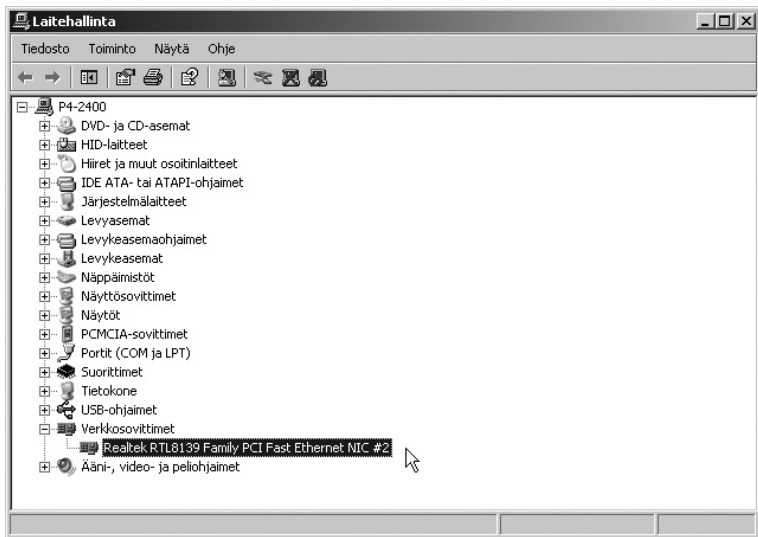 Laitehallinta
Tiedosto Toiminto Näytä Ohje
P4-2400
DVD- ja CD-asemat
HID-laitteet
Hiiret ja muut osoitinlaitteet
IDE ATA- tai ATAPI-ohjaimet
Järjestelmälaitteet
Levyasemat
Levykeasemaohjaimet
Levykeasemat
Näppäimistöt
Näyttösovittimet
Näytöt
PCMCIA-sovittimet
Portit (COM ja LPT)
Suorittimet
Tietokone
USB-ohjaimet
Verkkosovittimet
Realtek RTL8139 Family PCI Fast Ethernet NIC #2
Ääni-, video- ja peliohjaimet